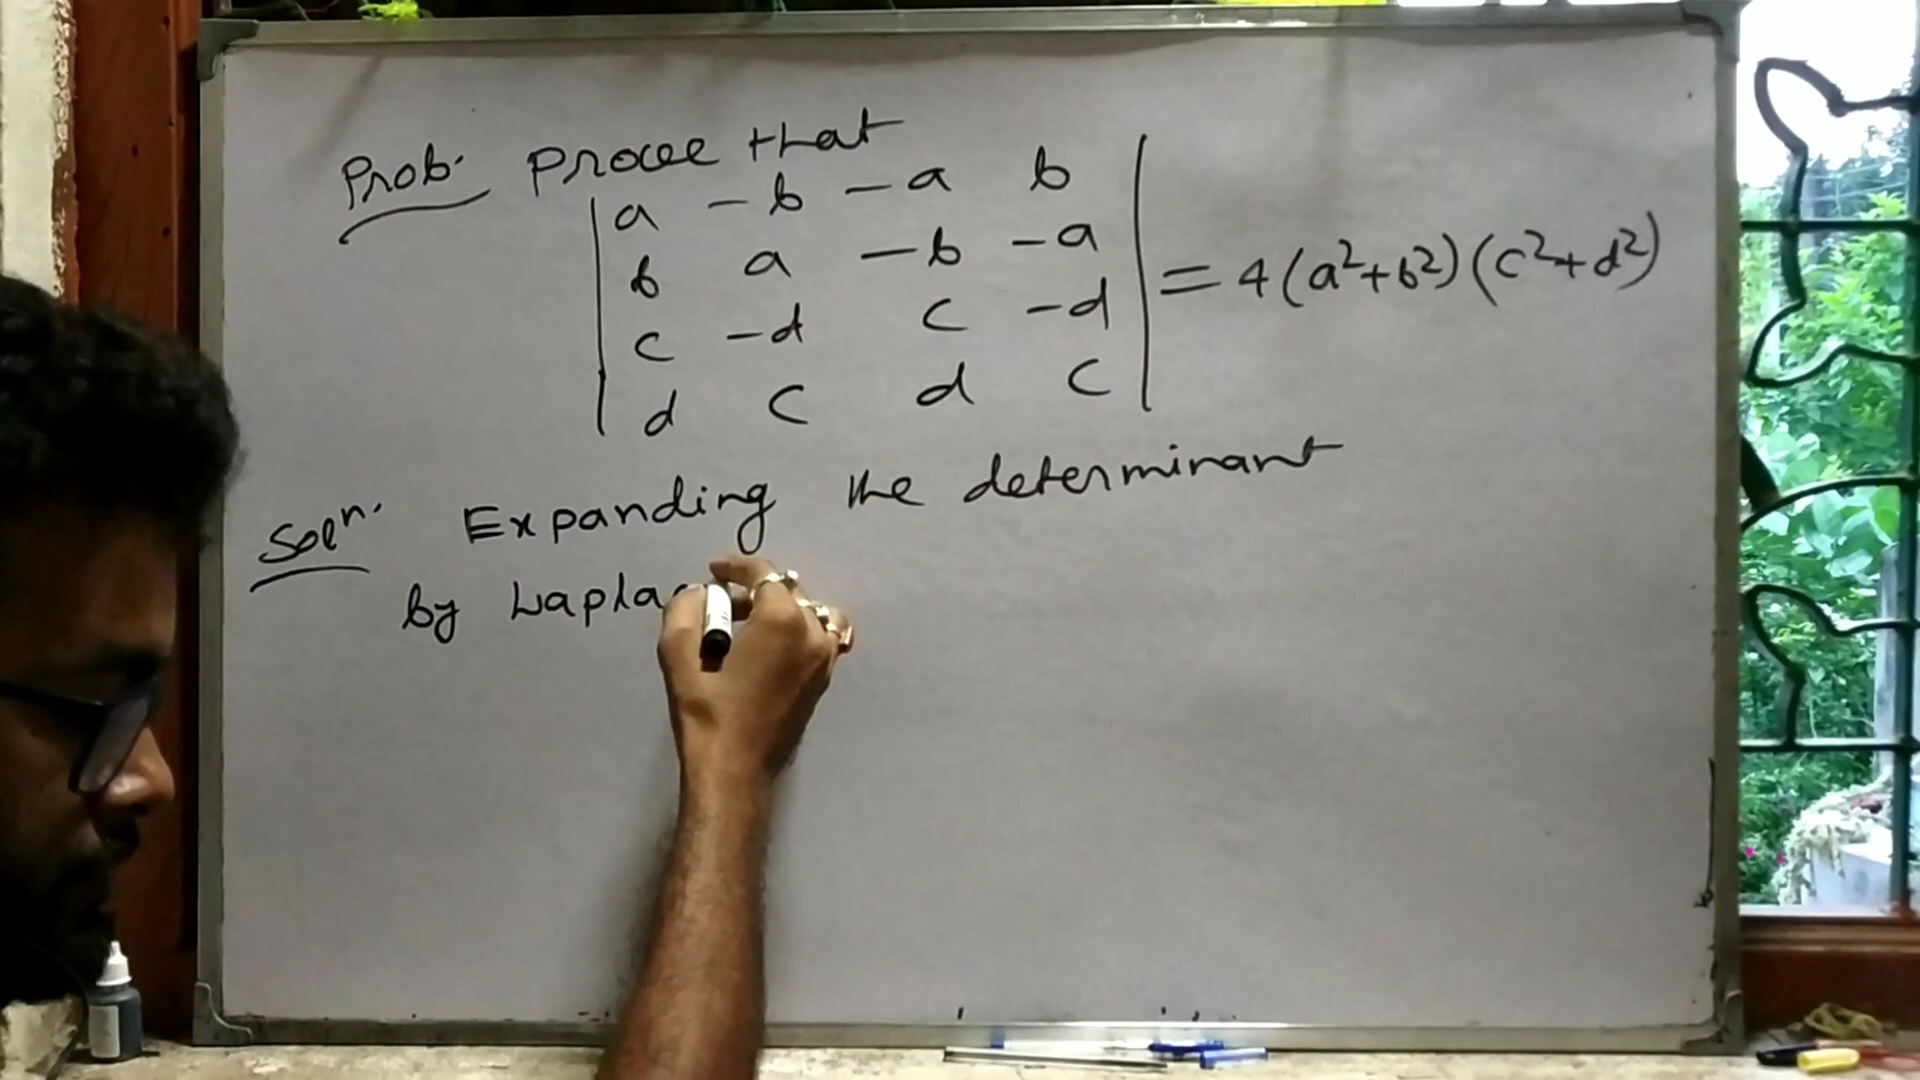 Prob. Prove that
| a -b -a b |
| b a -b -a | = 4(a²+b²)(c²+d²)
| c -d c -d |
| d c d c |
Solⁿ. Expanding the determinant
by Lapla